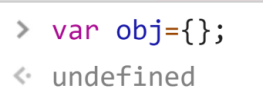 > var obj={};
undefined